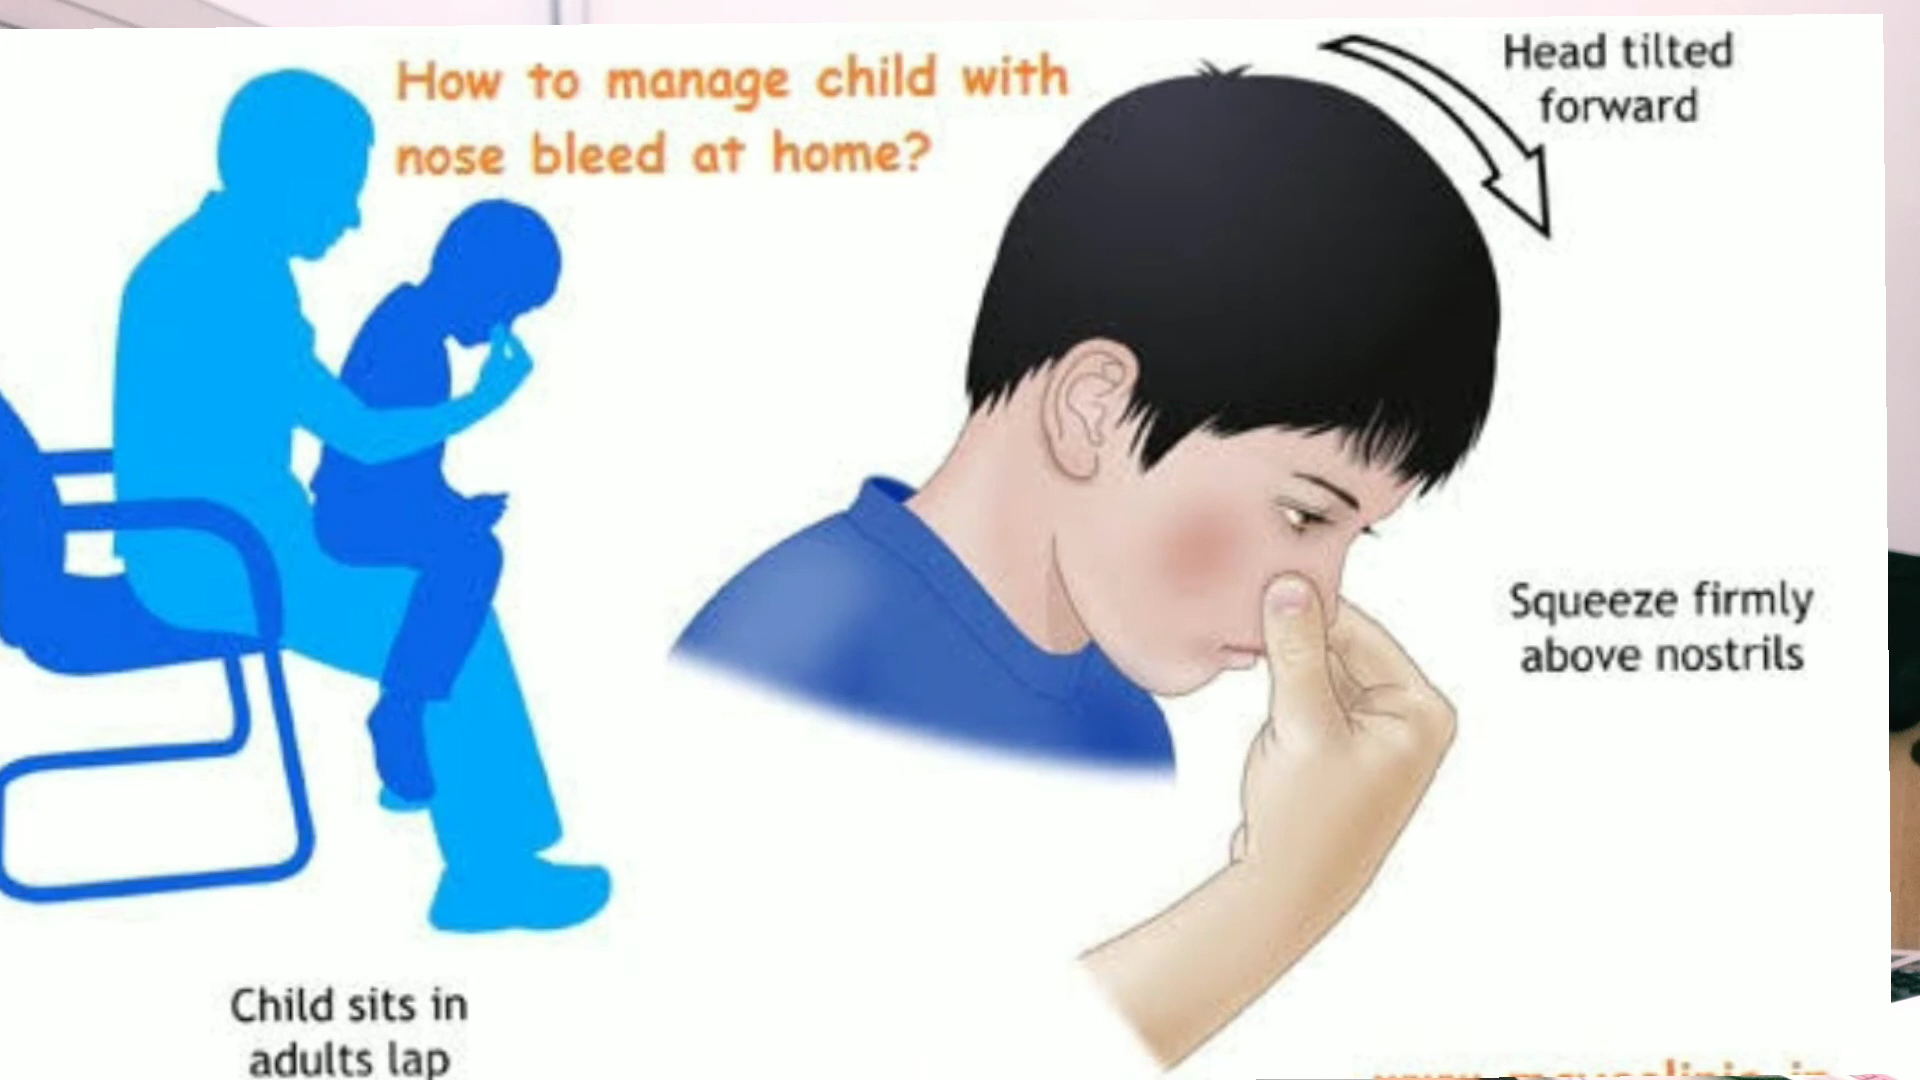 How to manage child with
nose bleed at home?
Head tilted
forward
Squeeze firmly
above nostrils
Child sits in
adults lap